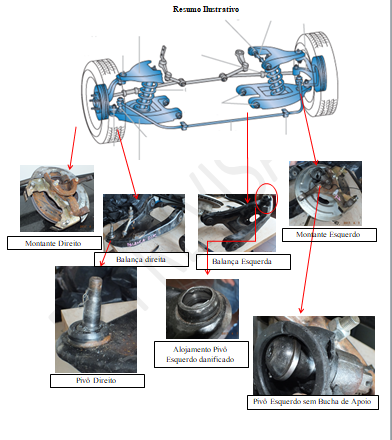 Resumo Ilustrativo
Montante Direito
Balança direita
Balança Esquerda
Montante Esquerdo
Pivô Direito
Alojamento Pivô
Esquerdo danificado
Pivô Esquerdo sem Bucha de Apoio